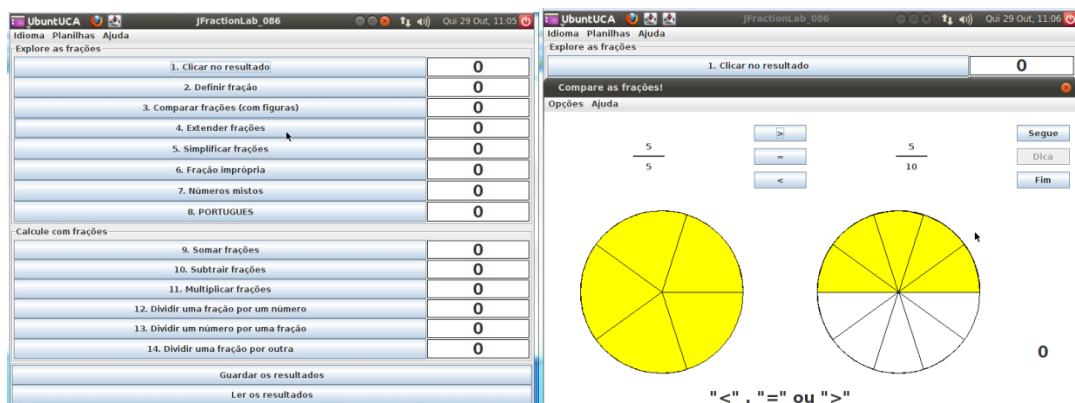 UbuntUCA JFractionLab_086 Qui 29 Out, 11:05
Idioma Planilhas Ajuda
Explore as frações
1. Clicar no resultado 0
2. Definir fração 0
3. Comparar frações (com figuras) 0
4. Extender frações 0
5. Simplificar frações 0
6. Fração imprópria 0
7. Números mistos 0
8. PORTUGUES 0
Calcule com frações
9. Somar frações 0
10. Subtrair frações 0
11. Multiplicar frações 0
12. Dividir uma fração por um número 0
13. Dividir um número por uma fração 0
14. Dividir uma fração por outra 0
Guardar os resultados
Ler os resultados
UbuntUCA JFractionLab_086 Qui 29 Out, 11:06
Idioma Planilhas Ajuda
Explore as frações
1. Clicar no resultado 0
Compare as frações!
Opções Ajuda
> Segue
5 5
= Dica
5 10
< Fim
0
"<" , "=" ou ">"